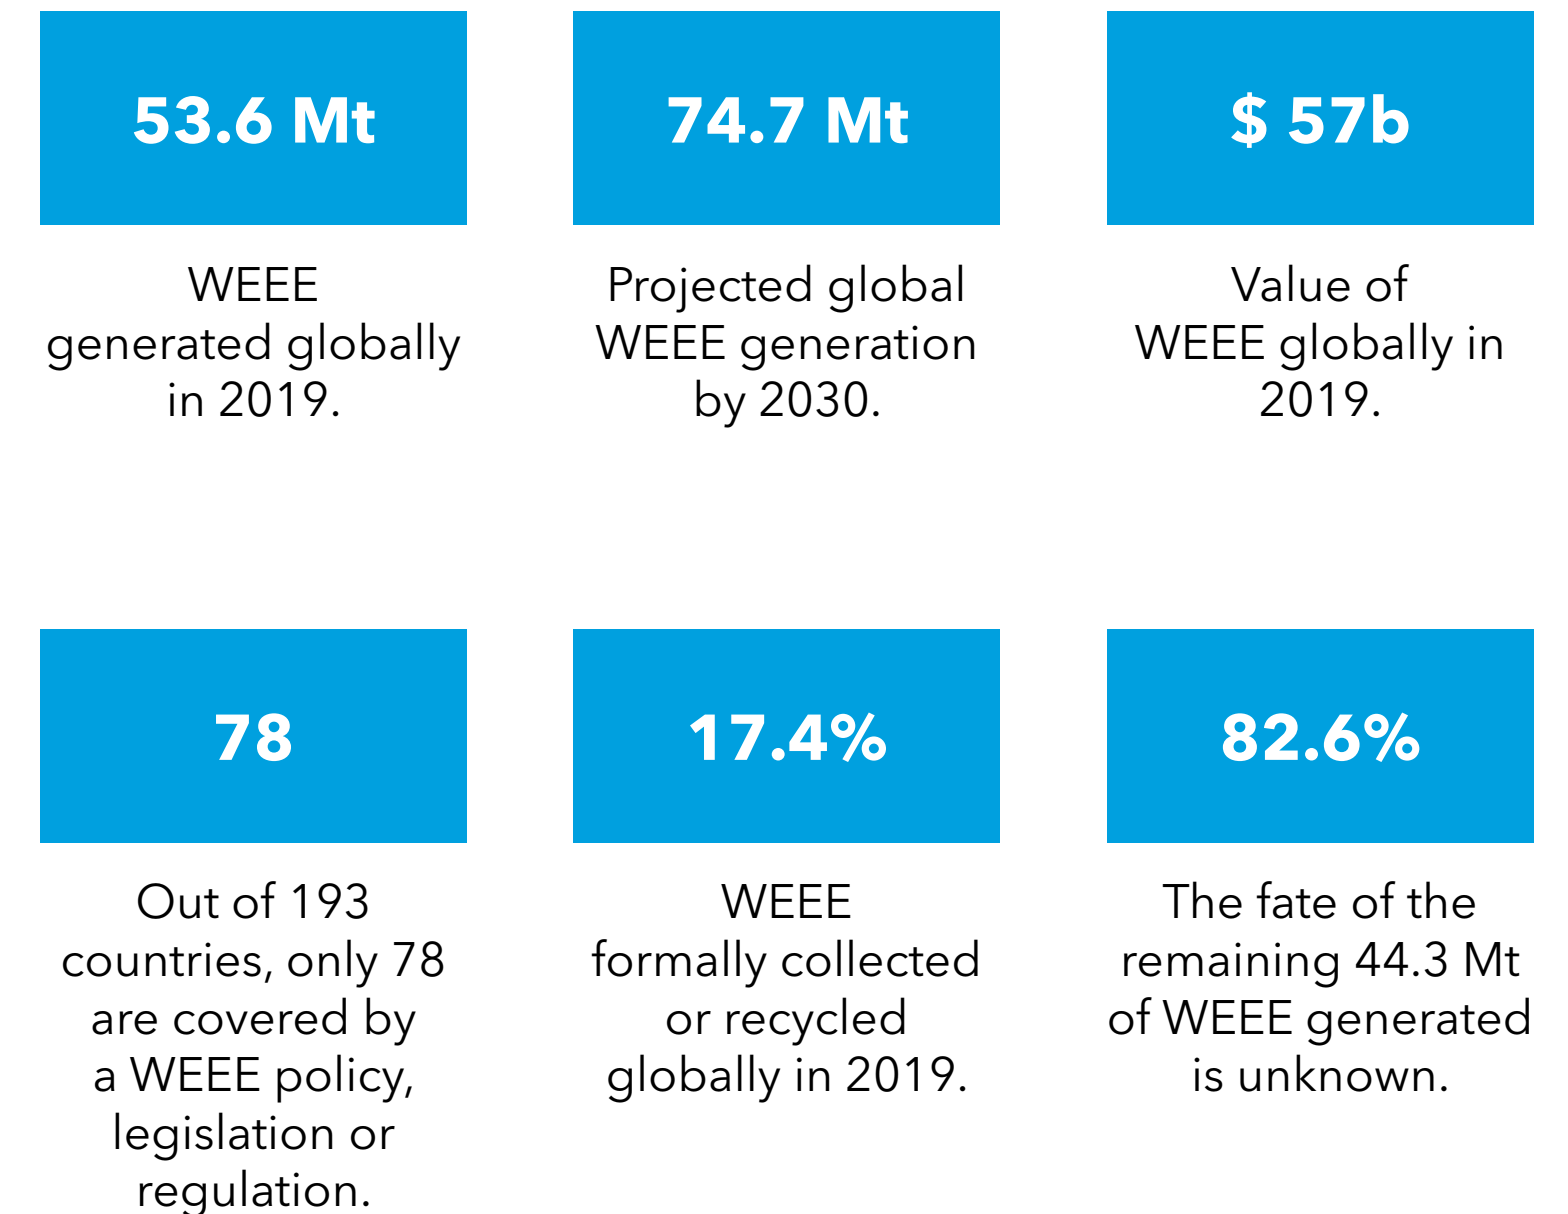 53.6 Mt
WEEE
generated globally
in 2019.
74.7 Mt
Projected global
WEEE generation
by 2030.
$ 57b
Value of
WEEE globally in
2019.
78
Out of 193
countries, only 78
are covered by
a WEEE policy,
legislation or
regulation.
17.4%
WEEE
formally collected
or recycled
globally in 2019.
82.6%
The fate of the
remaining 44.3 Mt
of WEEE generated
is unknown.